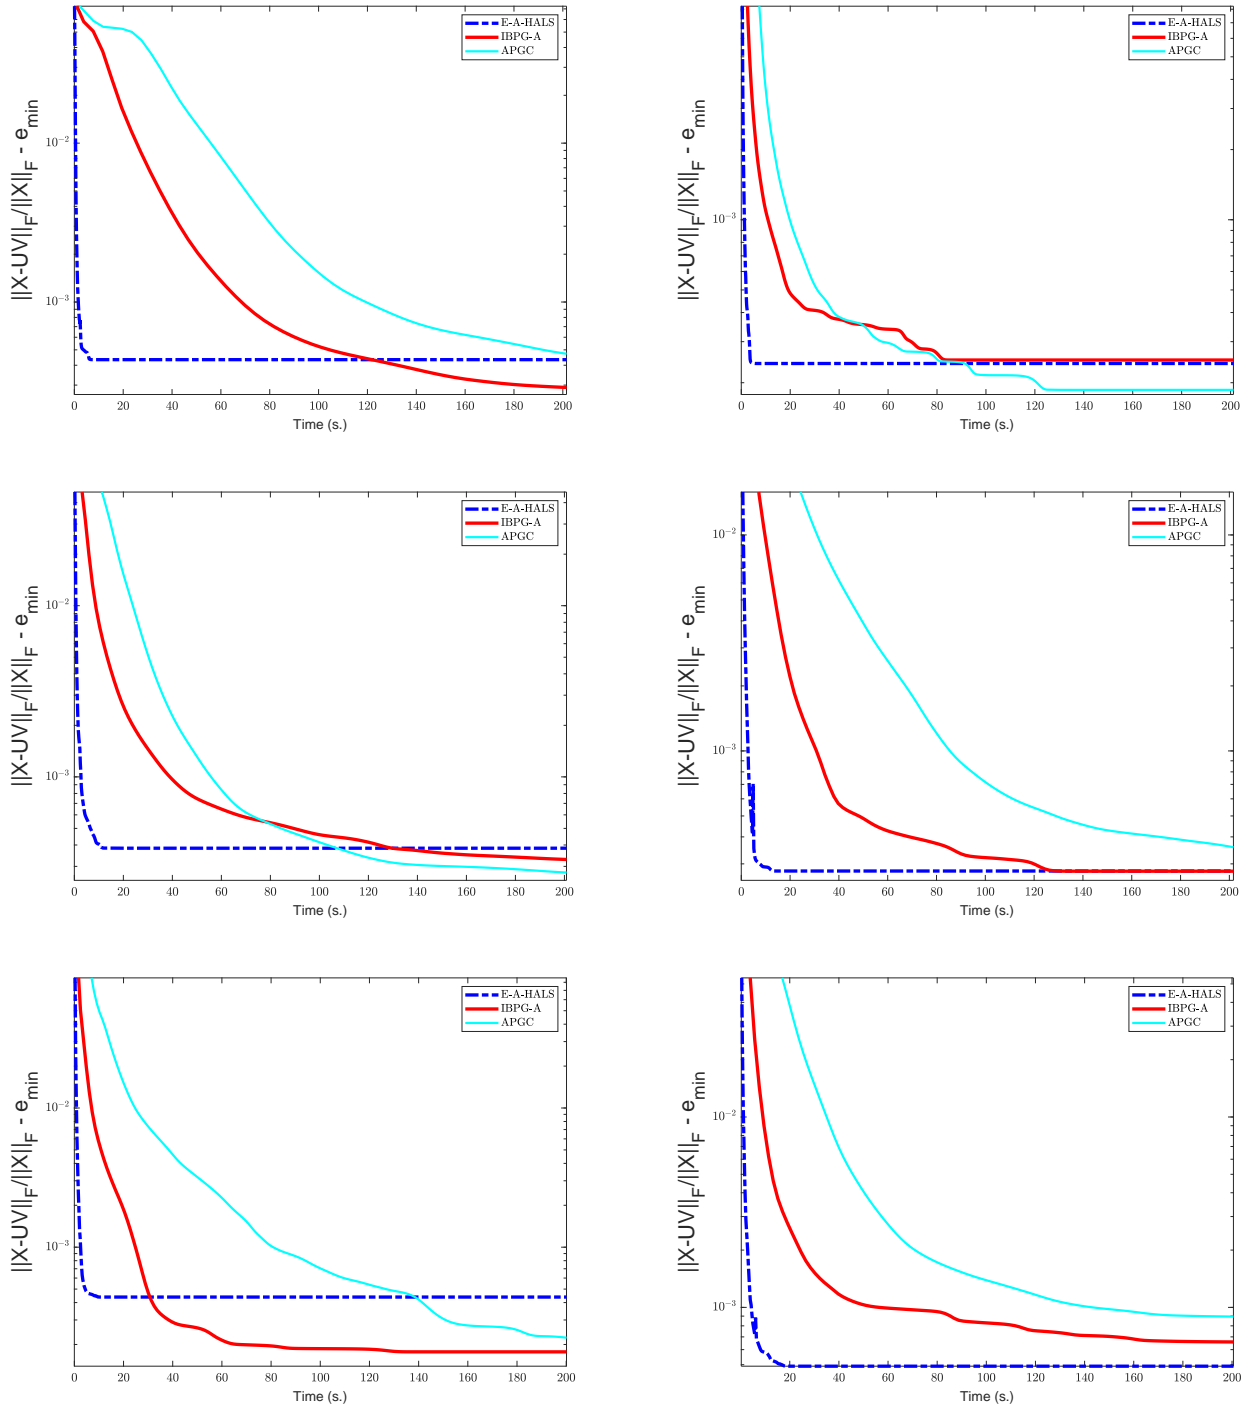 ||X-UV||_F/||X||_F - e_min
10^-2
10^-3
E-A-HALS
IBPG-A
APGC
0 20 40 60 80 100 120 140 160 180 200
Time (s.)
||X-UV||_F/||X||_F - e_min
10^-3
E-A-HALS
IBPG-A
APGC
0 20 40 60 80 100 120 140 160 180 200
Time (s.)
||X-UV||_F/||X||_F - e_min
10^-2
10^-3
E-A-HALS
IBPG-A
APGC
0 20 40 60 80 100 120 140 160 180 200
Time (s.)
||X-UV||_F/||X||_F - e_min
10^-2
10^-3
E-A-HALS
IBPG-A
APGC
0 20 40 60 80 100 120 140 160 180 200
Time (s.)
||X-UV||_F/||X||_F - e_min
10^-2
10^-3
E-A-HALS
IBPG-A
APGC
0 20 40 60 80 100 120 140 160 180 200
Time (s.)
||X-UV||_F/||X||_F - e_min
10^-2
10^-3
E-A-HALS
IBPG-A
APGC
20 40 60 80 100 120 140 160 180 200
Time (s.)